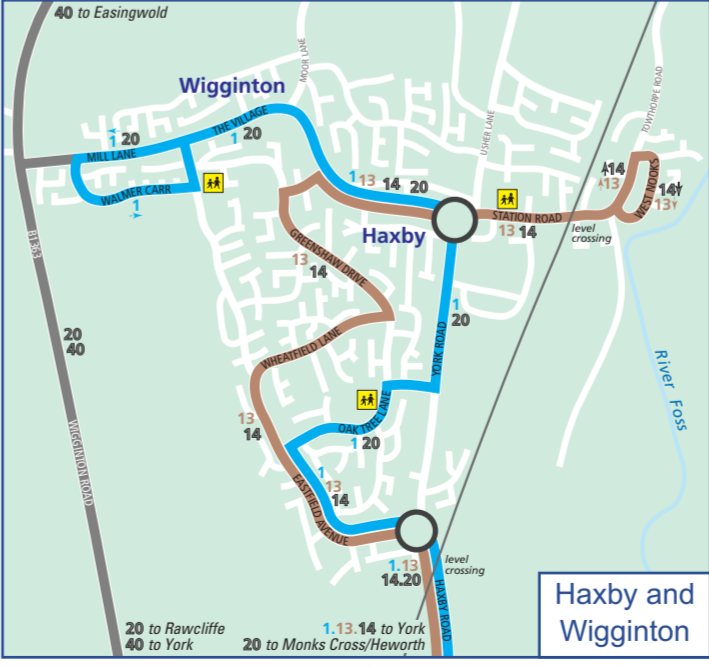 40 to Easingwold
MOOR LANE
Wigginton
TOWTHORPE ROAD
USHER LANE
1 20
THE VILLAGE
1 20
MILL LANE
WALMER CARR
1
1 13 14 20
14
13
WEST NOOKS
14
13
STATION ROAD
13 14
level
crossing
Haxby
B1363
GREENSHAW DRIVE
13
14
1
20
20
40
WHEATFIELD LANE
YORK ROAD
River Foss
13
14
OAK TREE LANE
1 20
WIGGINTON ROAD
1
13
14
EASTFIELD AVENUE
1.13
14.20
level
crossing
HAXBY ROAD
Haxby and
Wigginton
20 to Rawcliffe
40 to York
1.13.14 to York
20 to Monks Cross/Heworth